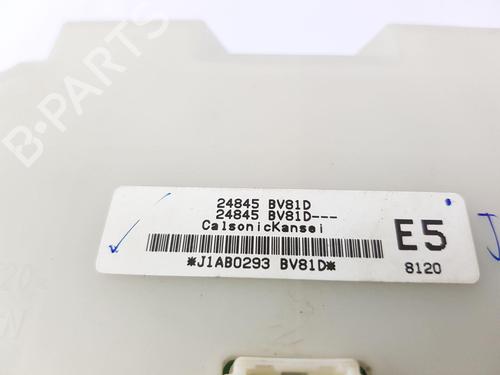 B-PARTS
24845 BV81D
24845 BV81D---
CalsonicKansei
*J1AB0293 BV81D*
E5
8120
J